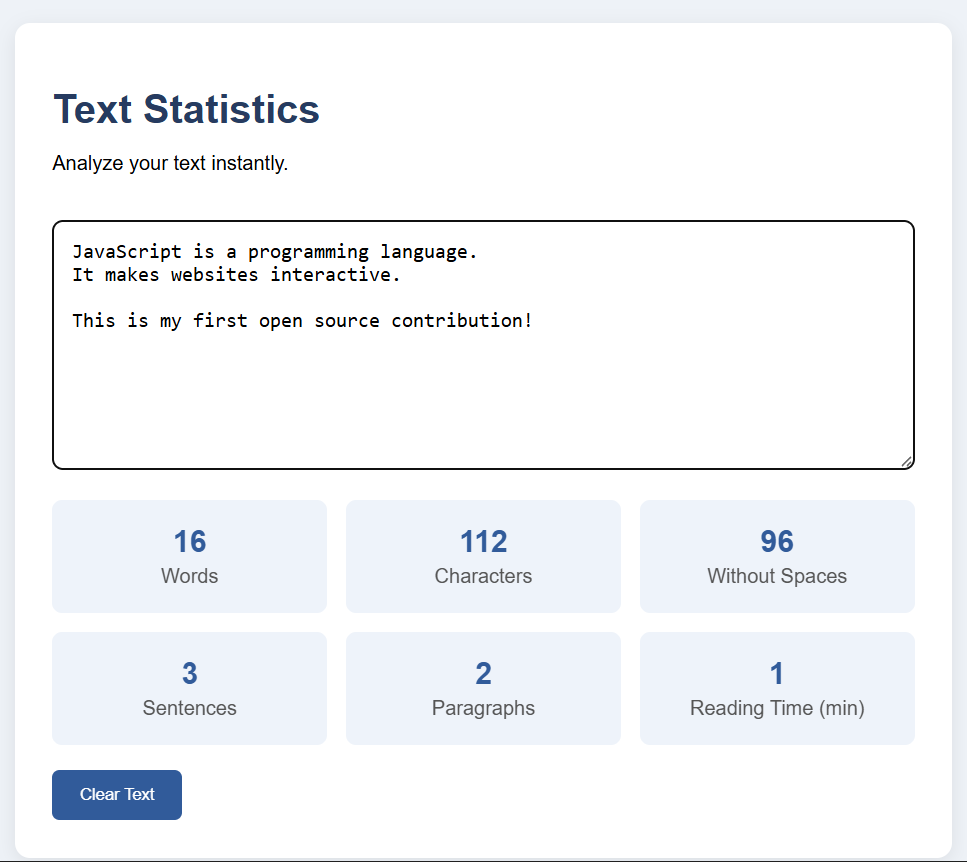 Text Statistics
Analyze your text instantly.
JavaScript is a programming language.
It makes websites interactive.
This is my first open source contribution!
16
Words
112
Characters
96
Without Spaces
3
Sentences
2
Paragraphs
1
Reading Time (min)
Clear Text